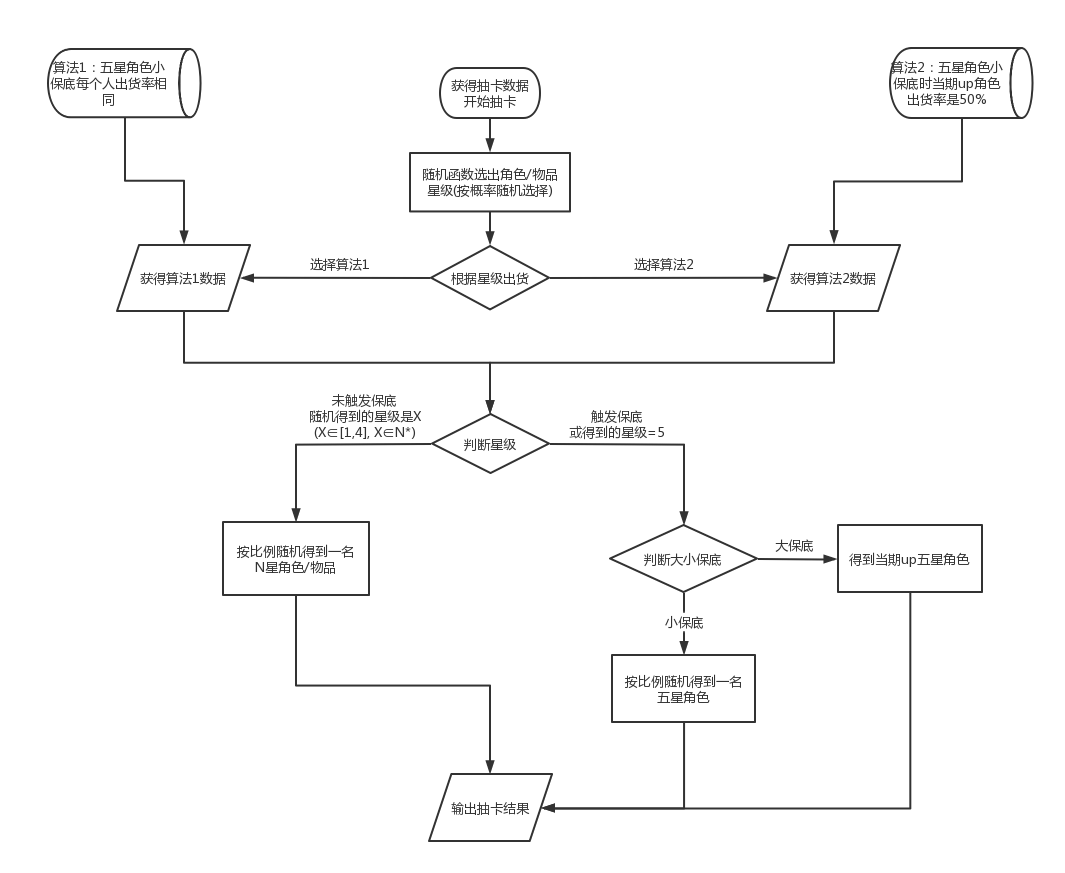 算法1：五星角色小
保底每个人出货率相
同
获得抽卡数据
开始抽卡
算法2：五星角色小
保底时当期up角色
出货率是50%
随机函数选出角色/物品
星级(按概率随机选择)
获得算法1数据
选择算法1
根据星级出货
选择算法2
获得算法2数据
未触发保底
随机得到的星级是X
(X∈[1,4], X∈N*)
判断星级
触发保底
或得到的星级=5
按比例随机得到一名
N星角色/物品
判断大小保底
大保底
得到当期up五星角色
小保底
按比例随机得到一名
五星角色
输出抽卡结果